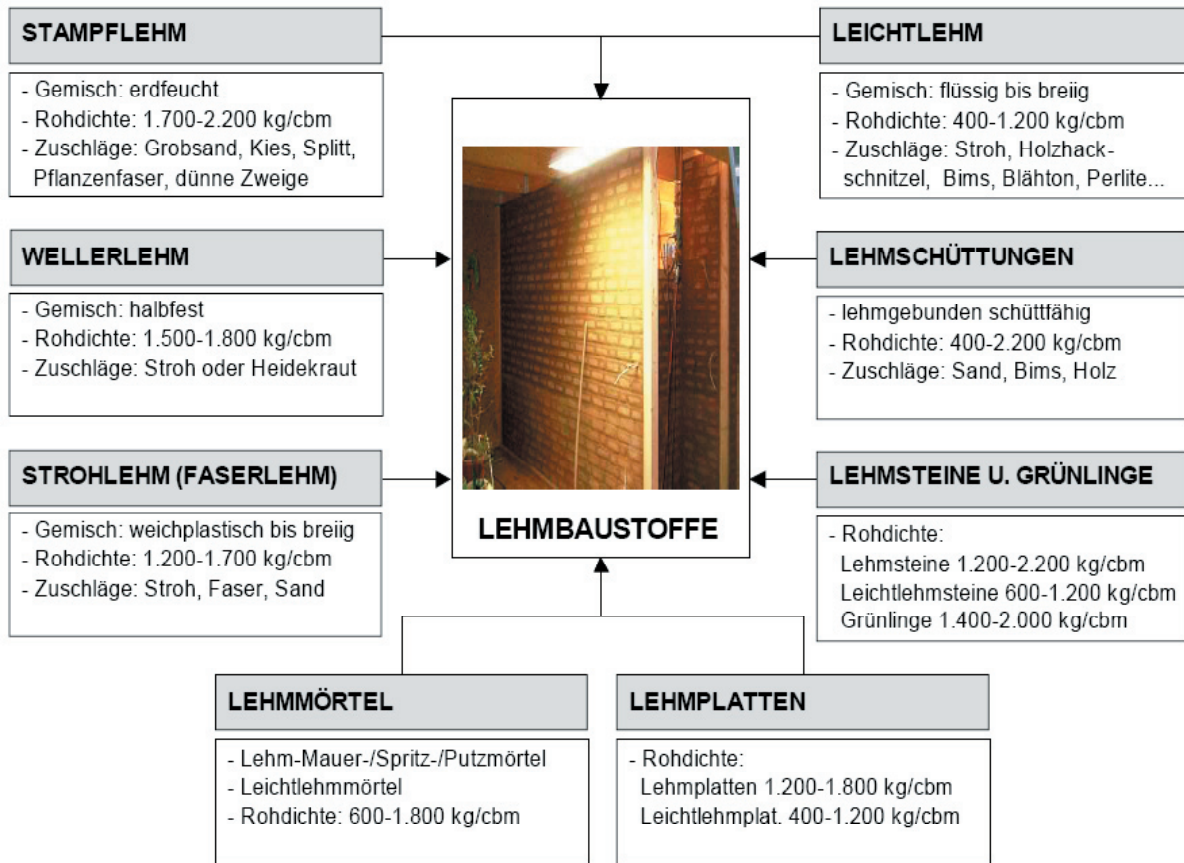 STAMPFLEHM
- Gemisch: erdfeucht
- Rohdichte: 1.700-2.200 kg/cbm
- Zuschläge: Grobsand, Kies, Splitt,
Pflanzenfaser, dünne Zweige
WELLERLEHM
- Gemisch: halbfest
- Rohdichte: 1.500-1.800 kg/cbm
- Zuschläge: Stroh oder Heidekraut
STROHLEHM (FASERLEHM)
- Gemisch: weichplastisch bis breiig
- Rohdichte: 1.200-1.700 kg/cbm
- Zuschläge: Stroh, Faser, Sand
LEHMBAUSTOFFE
LEICHTLEHM
- Gemisch: flüssig bis breiig
- Rohdichte: 400-1.200 kg/cbm
- Zuschläge: Stroh, Holzhack-
schnitzel, Bims, Blähton, Perlite...
LEHMSCHÜTTUNGEN
- lehmgebunden schüttfähig
- Rohdichte: 400-2.200 kg/cbm
- Zuschläge: Sand, Bims, Holz
LEHMSTEINE U. GRÜNLINGE
- Rohdichte:
Lehmsteine 1.200-2.200 kg/cbm
Leichtlehmsteine 600-1.200 kg/cbm
Grünlinge 1.400-2.000 kg/cbm
LEHMMÖRTEL
- Lehm-Mauer-/Spritz-/Putzmörtel
- Leichtlehmmörtel
- Rohdichte: 600-1.800 kg/cbm
LEHMPLATTEN
- Rohdichte:
Lehmplatten 1.200-1.800 kg/cbm
Leichtlehmplat. 400-1.200 kg/cbm